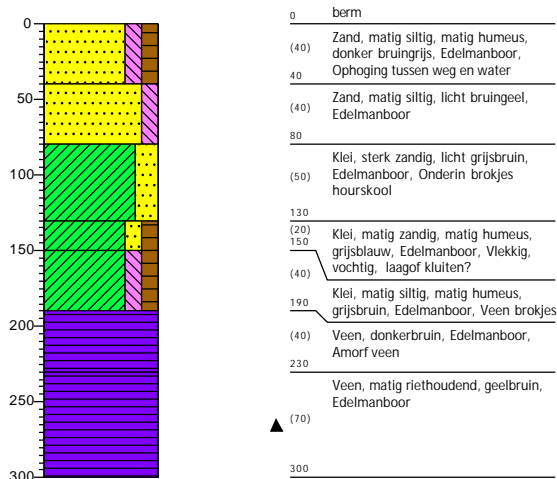 0
50
100
150
200
250
300
0 berm
(40) Zand, matig siltig, matig humeus,
donker bruingrijs, Edelmanboor,
40 Ophoging tussen weg en water
(40) Zand, matig siltig, licht bruingeel,
Edelmanboor
80
Klei, sterk zandig, licht grijsbruin,
(50) Edelmanboor, Onderin brokjes
hourskool
130
(20) Klei, matig zandig, matig humeus,
150 grijsblauw, Edelmanboor, Vlekkig,
vochtig, laagof kluiten?
(40)
Klei, matig siltig, matig humeus,
190 grijsbruin, Edelmanboor, Veen brokjes
(40) Veen, donkerbruin, Edelmanboor,
Amorf veen
230
Veen, matig riethoudend, geelbruin,
Edelmanboor
(70)
300